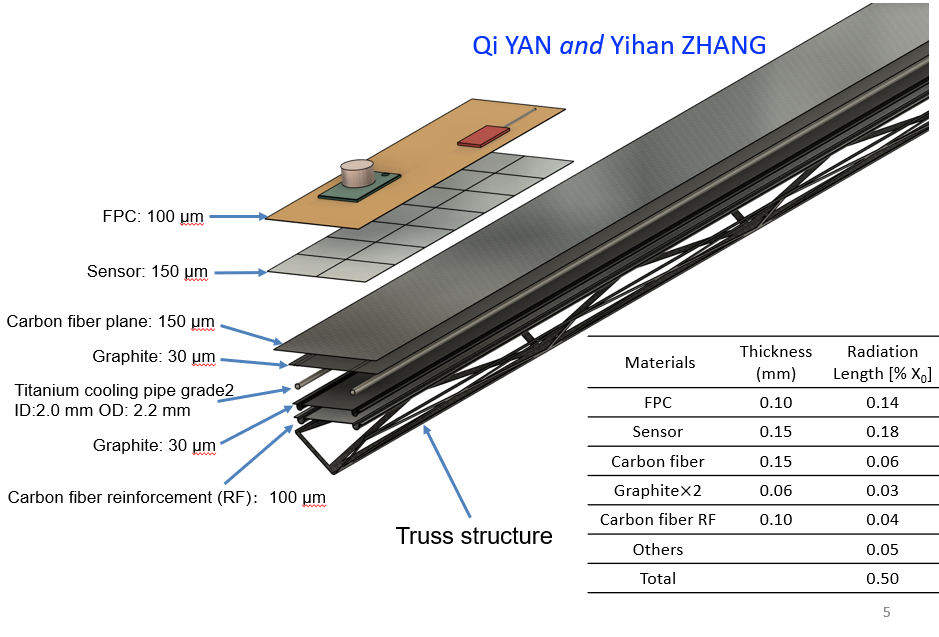 Qi YAN and Yihan ZHANG
FPC: 100 μm
Sensor: 150 μm
Carbon fiber plane: 150 μm
Graphite: 30 μm
Titanium cooling pipe grade2
ID:2.0 mm OD: 2.2 mm
Graphite: 30 μm
Carbon fiber reinforcement (RF): 100 μm
Truss structure
Materials Thickness (mm) Radiation Length [% X₀]
FPC 0.10 0.14
Sensor 0.15 0.18
Carbon fiber 0.15 0.06
Graphite×2 0.06 0.03
Carbon fiber RF 0.10 0.04
Others 0.05
Total 0.50
5